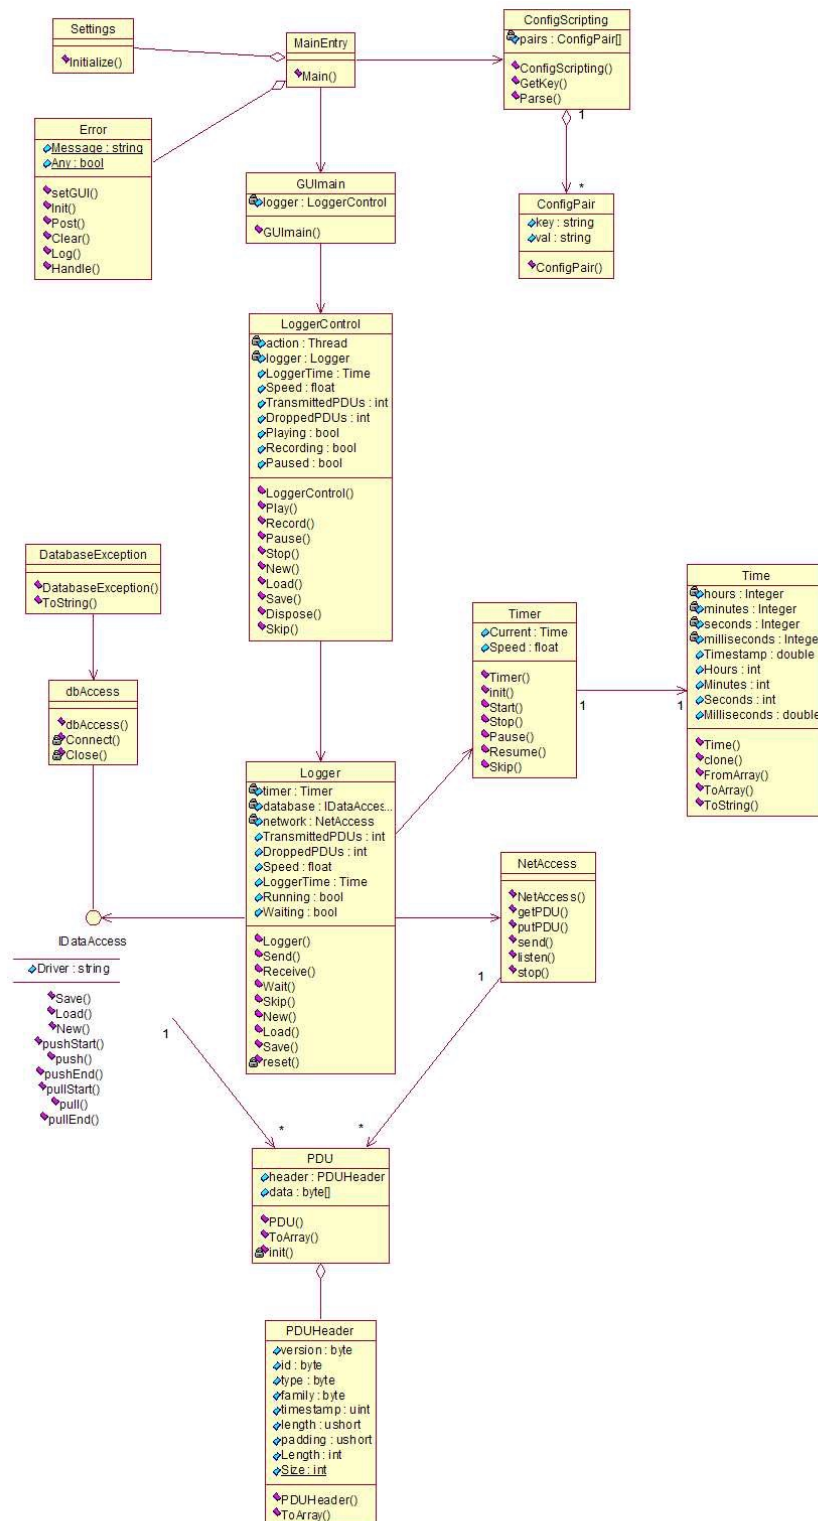 Settings
Initialize()
MainEntry
Main()
ConfigScripting
pairs : ConfigPair[]
ConfigScripting()
GetKey()
Parse()
1
*
Error
Message : string
Any : bool
setGUI()
Init()
Post()
Clear()
Log()
Handle()
GUImain
logger : LoggerControl
GUImain()
ConfigPair
key : string
val : string
ConfigPair()
LoggerControl
action : Thread
logger : Logger
LoggerTime : Time
Speed : float
TransmittedPDUs : int
DroppedPDUs : int
Playing : bool
Recording : bool
Paused : bool
LoggerControl()
Play()
Record()
Pause()
Stop()
New()
Load()
Save()
Dispose()
Skip()
DatabaseException
DatabaseException()
ToString()
dbAccess
dbAccess()
Connect()
Close()
Timer
Current : Time
Speed : float
Timer()
init()
Start()
Stop()
Pause()
Resume()
Skip()
1
1
Time
hours : Integer
minutes : Integer
seconds : Integer
milliseconds : Intege
Timestamp : double
Hours : int
Minutes : int
Seconds : int
Milliseconds : double
Time()
clone()
FromArray()
ToArray()
ToString()
Logger
timer : Timer
database : IDataAcces...
network : NetAccess
TransmittedPDUs : int
DroppedPDUs : int
Speed : float
LoggerTime : Time
Running : bool
Waiting : bool
Logger()
Send()
Receive()
Wait()
Skip()
New()
Load()
Save()
reset()
NetAccess
NetAccess()
getPDU()
putPDU()
send()
listen()
stop()
1
*
IDataAccess
Driver : string
Save()
Load()
New()
pushStart()
push()
pushEnd()
pullStart()
pull()
pullEnd()
1
*
PDU
header : PDUHeader
data : byte[]
PDU()
ToArray()
init()
PDUHeader
version : byte
id : byte
type : byte
family : byte
timestamp : uint
length : ushort
padding : ushort
Length : int
Size : int
PDUHeader()
ToArray()